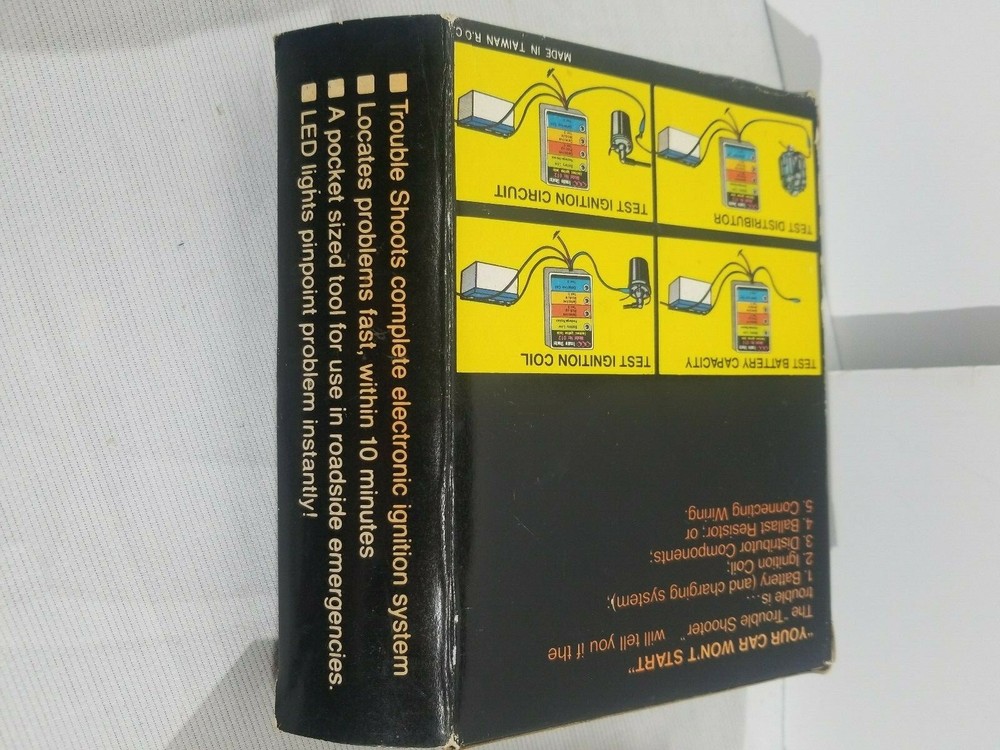 ■ Trouble Shoots complete electronic ignition system
■ Locates problems fast, within 10 minutes
■ A pocket sized tool for use in roadside emergencies.
■ LED lights pinpoint problem instantly!
"YOUR CAR WON'T START"
The "Trouble Shooter" will tell you if the
trouble is...
1. Battery (and charging system);
2. Ignition Coil;
3. Distributor Components;
4. Ballast Resistor; or
5. Connecting Wiring.
TEST BATTERY CAPACITY
TEST IGNITION COIL
TEST DISTRIBUTOR
TEST IGNITION CIRCUIT
MADE IN TAIWAN R.O.C.